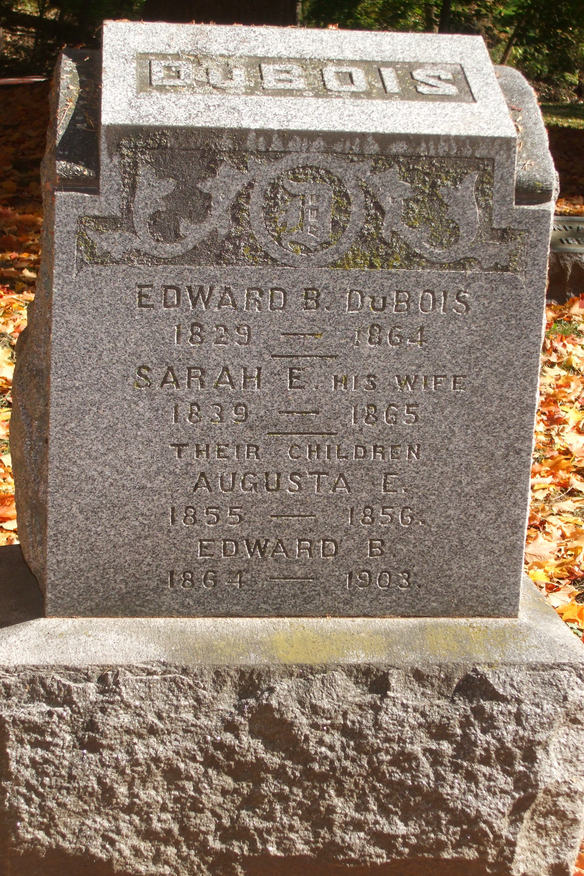 DuBOIS
D
EDWARD B. DuBOIS
1829 — 1864
SARAH E. HIS WIFE
1839 — 1865
THEIR CHILDREN
AUGUSTA E.
1855 — 1856.
EDWARD B.
1864 — 1903.